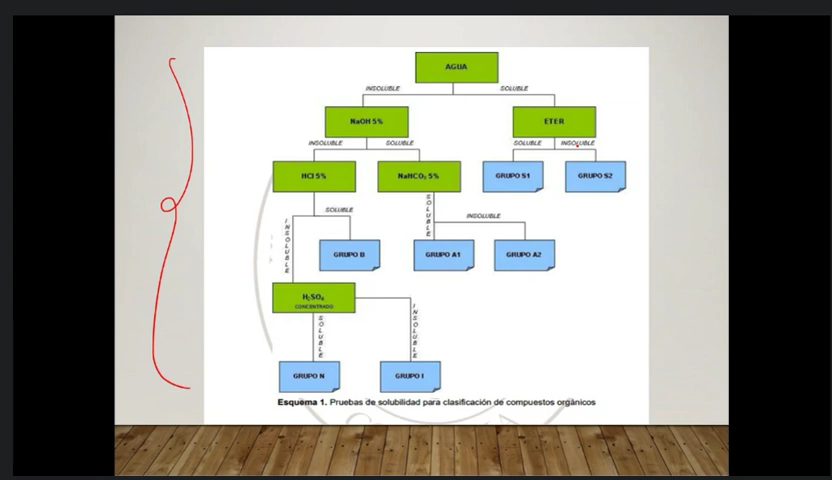 AGUA
INSOLUBLE
SOLUBLE
NaOH 5%
ETER
INSOLUBLE
SOLUBLE
SOLUBLE
INSOLUBLE
HCl 5%
NaHCO₃ 5%
GRUPO S1
GRUPO S2
INSOLUBLE
SOLUBLE
SOLUBLE
INSOLUBLE
GRUPO B
GRUPO A1
GRUPO A2
H₂SO₄
CONCENTRADO
SOLUBLE
INSOLUBLE
GRUPO N
GRUPO I
Esquema 1. Pruebas de solubilidad para clasificación de compuestos orgánicos